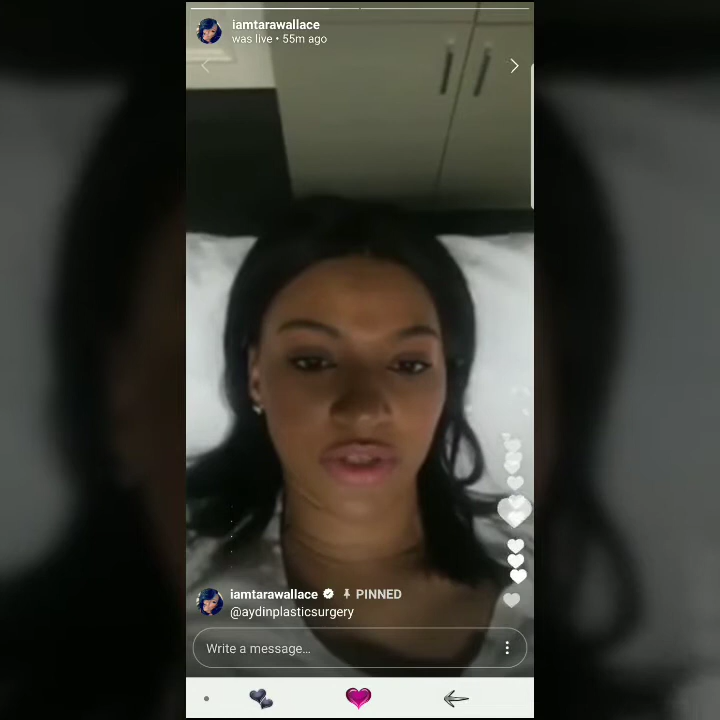 iamtarawallace
was live • 55m ago
iamtarawallace PINNED
@aydinplasticsurgery
Write a message...